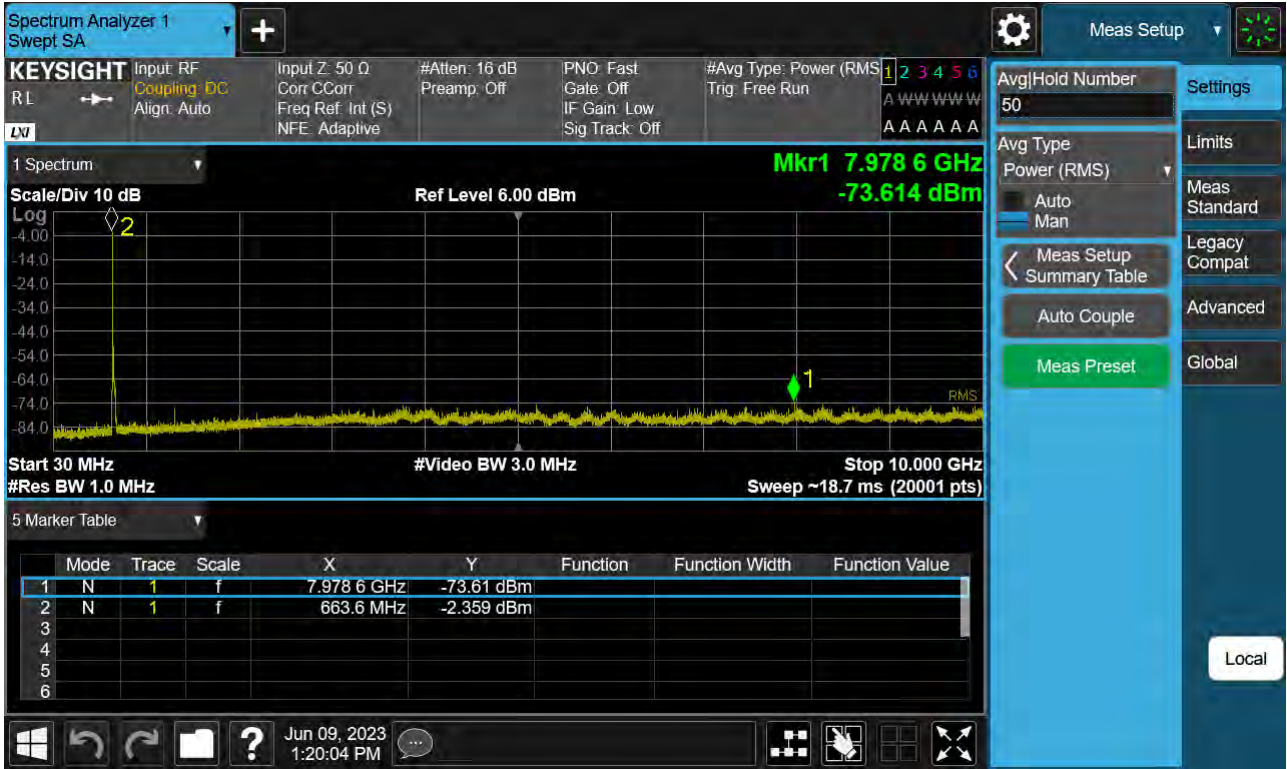 Spectrum Analyzer 1
Swept SA
+
Meas Setup
KEYSIGHT
R L
LXI
Input: RF
Coupling: DC
Align: Auto
Input Z: 50 Ω
Corr CCorr
Freq Ref: Int (S)
NFE: Adaptive
#Atten: 16 dB
Preamp: Off
PNO: Fast
Gate: Off
IF Gain: Low
Sig Track: Off
#Avg Type: Power (RMS
Trig: Free Run
1 2 3 4 5 6
A W W W W W
A A A A A A
1 Spectrum
Mkr1 7.978 6 GHz
-73.614 dBm
Scale/Div 10 dB
Ref Level 6.00 dBm
Log
2
-4.00
-14.0
-24.0
-34.0
-44.0
-54.0
-64.0
-74.0
-84.0
1
RMS
Start 30 MHz
#Video BW 3.0 MHz
Stop 10.000 GHz
#Res BW 1.0 MHz
Sweep ~18.7 ms (20001 pts)
5 Marker Table
Mode Trace Scale X Y Function Function Width Function Value
1 N 1 f 7.978 6 GHz -73.61 dBm
2 N 1 f 663.6 MHz -2.359 dBm
3
4
5
6
Avg|Hold Number
50
Avg Type
Power (RMS)
Auto
Man
Meas Setup
Summary Table
Auto Couple
Meas Preset
Settings
Limits
Meas
Standard
Legacy
Compat
Advanced
Global
Local
?
Jun 09, 2023
1:20:04 PM